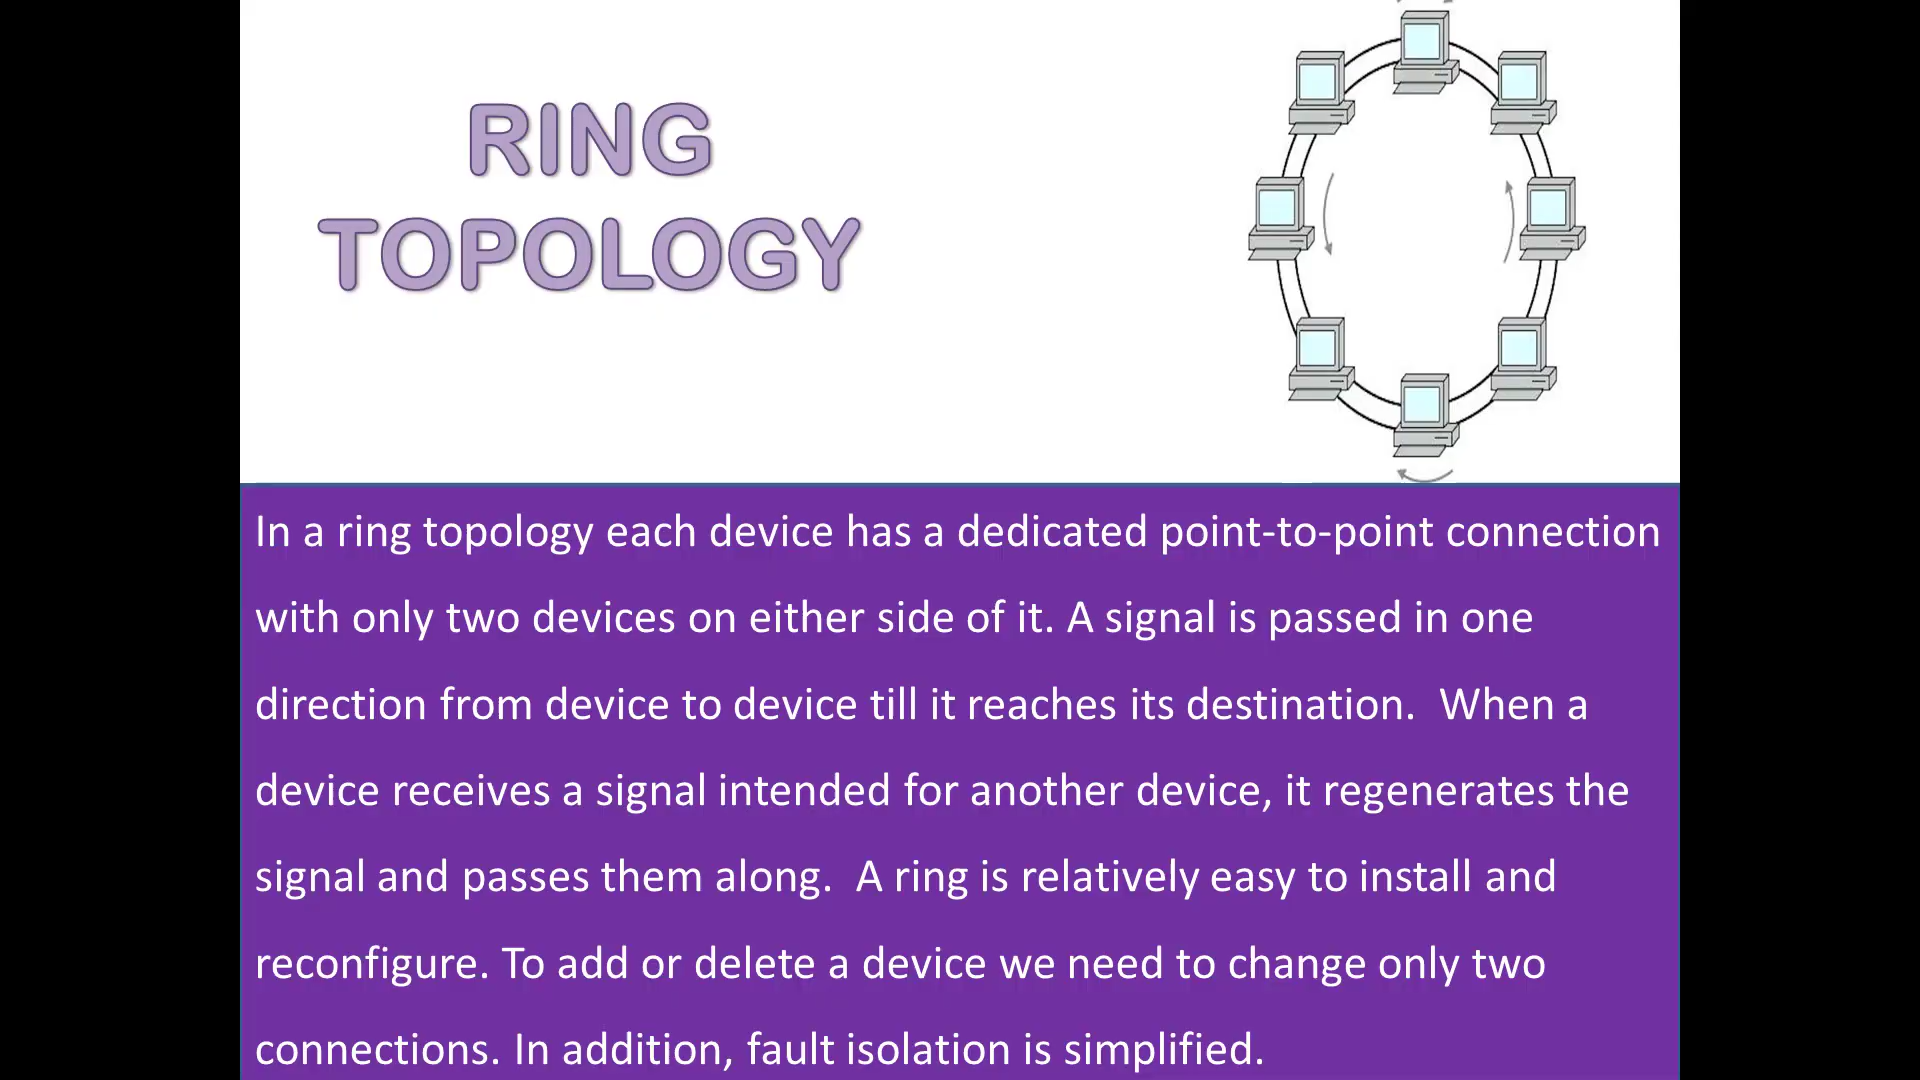 RING
TOPOLOGY
In a ring topology each device has a dedicated point-to-point connection
with only two devices on either side of it. A signal is passed in one
direction from device to device till it reaches its destination.  When a
device receives a signal intended for another device, it regenerates the
signal and passes them along.  A ring is relatively easy to install and
reconfigure. To add or delete a device we need to change only two
connections. In addition, fault isolation is simplified.